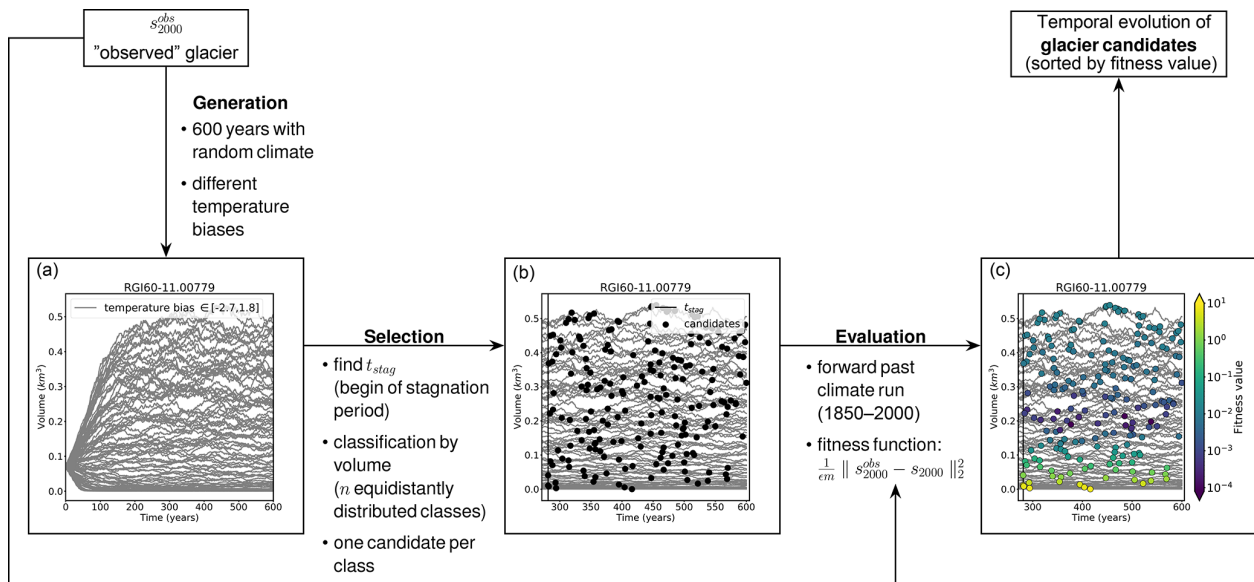 s_{2000}^{obs}
"observed" glacier
Temporal evolution of
glacier candidates
(sorted by fitness value)
Generation
• 600 years with
random climate
• different
temperature
biases
(a)
RGI60-11.00779
temperature bias ∈[-2.7,1.8]
Volume (km³)
0.5
0.4
0.3
0.2
0.1
0.0
0 100 200 300 400 500 600
Time (years)
Selection
• find t_{stag}
(begin of stagnation
period)
• classification by
volume
(n equidistantly
distributed classes)
• one candidate per
class
(b)
RGI60-11.00779
t_{stag}
candidates
Volume (km³)
0.5
0.4
0.3
0.2
0.1
0.0
300 350 400 450 500 550 600
Time (years)
Evaluation
• forward past
climate run
(1850–2000)
• fitness function:
\frac{1}{\epsilon m} ‖ s_{2000}^{obs} − s_{2000} ‖_2^2
(c)
RGI60-11.00779
Volume (km³)
0.5
0.4
0.3
0.2
0.1
0.0
300 400 500 600
Time (years)
10¹
10⁰
10⁻¹
10⁻²
10⁻³
10⁻⁴
Fitness value